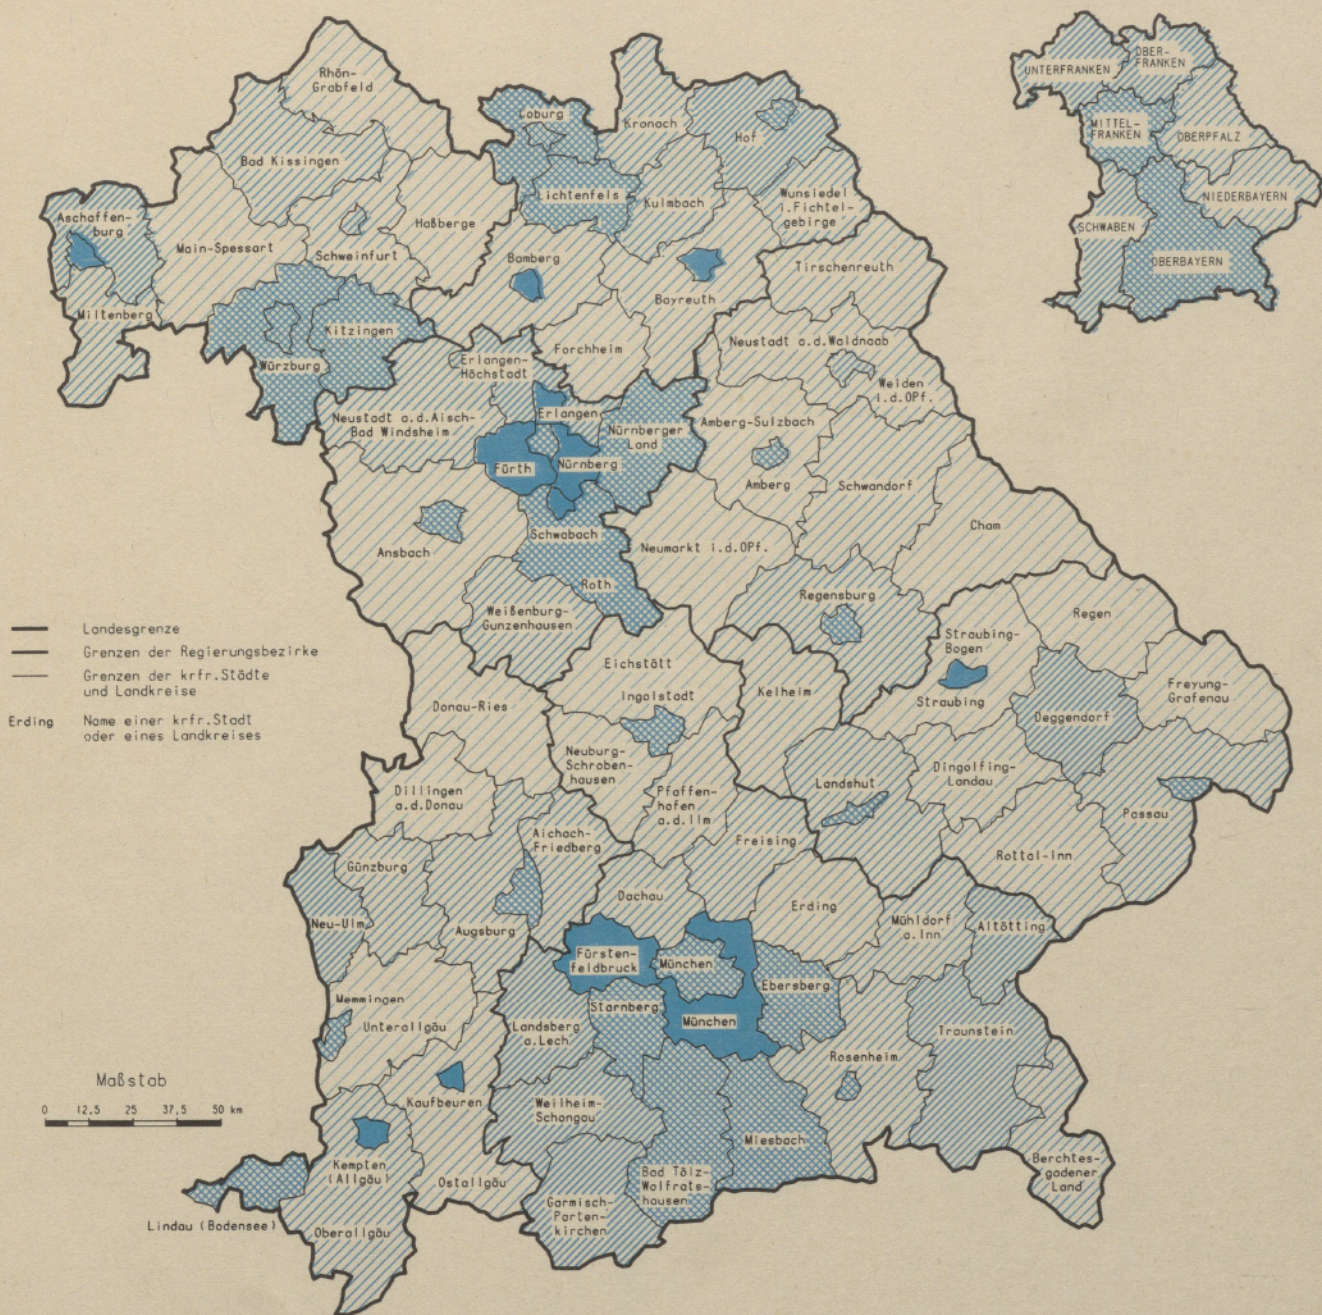 Rhön-
Grabfeld
Coburg
Kronach
Hof
Bad Kissingen
Lichtenfels
Kulmbach
Wunsiedel
i.Fichtel-
gebirge
Aschaffen-
burg
Main-Spessart
Haßberge
Schweinfurt
Bamberg
Bayreuth
Tirschenreuth
Miltenberg
Kitzingen
Würzburg
Erlangen-
Höchstadt
Forchheim
Neustadt a.d.Waldnaab
Weiden
i.d.OPf.
Neustadt a.d.Aisch-
Bad Windsheim
Erlangen
Nürnberger
Land
Amberg-Sulzbach
Fürth
Nürnberg
Amberg
Schwandorf
Cham
Ansbach
Schwabach
Neumarkt i.d.OPf.
Roth
Regensburg
Weißenburg-
Gunzenhausen
Regen
Straubing-
Bogen
Straubing
Eichstätt
Ingolstadt
Kelheim
Freyung-
Grafenau
Deggendorf
Donau-Ries
Neuburg-
Schroben-
hausen
Dingolfing-
Landau
Landshut
Dillingen
a.d.Donau
Pfaffen-
hofen
a.d.Ilm
Passau
Aichach-
Friedberg
Freising
Rottal-Inn
Günzburg
Dachau
Erding
Mühldorf
a.Inn
Altötting
Neu-Ulm
Augsburg
Fürsten-
feldbruck
München
Ebersberg
Memmingen
Unterallgäu
Landsberg
a.Lech
Starnberg
München
Traunstein
Rosenheim
Kaufbeuren
Weilheim-
Schongau
Miesbach
Kempten
(Allgäu)
Ostallgäu
Bad Tölz-
Wolfrats-
hausen
Berchtes-
gadener
Land
Lindau (Bodensee)
Oberallgäu
Garmisch-
Parten-
kirchen
UNTERFRANKEN
OBER-
FRANKEN
MITTEL-
FRANKEN
OBERPFALZ
NIEDERBAYERN
SCHWABEN
OBERBAYERN
Landesgrenze
Grenzen der Regierungsbezirke
Grenzen der krfr.Städte
und Landkreise
Erding Name einer krfr.Stadt
oder eines Landkreises
Maßstab
0 12,5 25 37,5 50 km